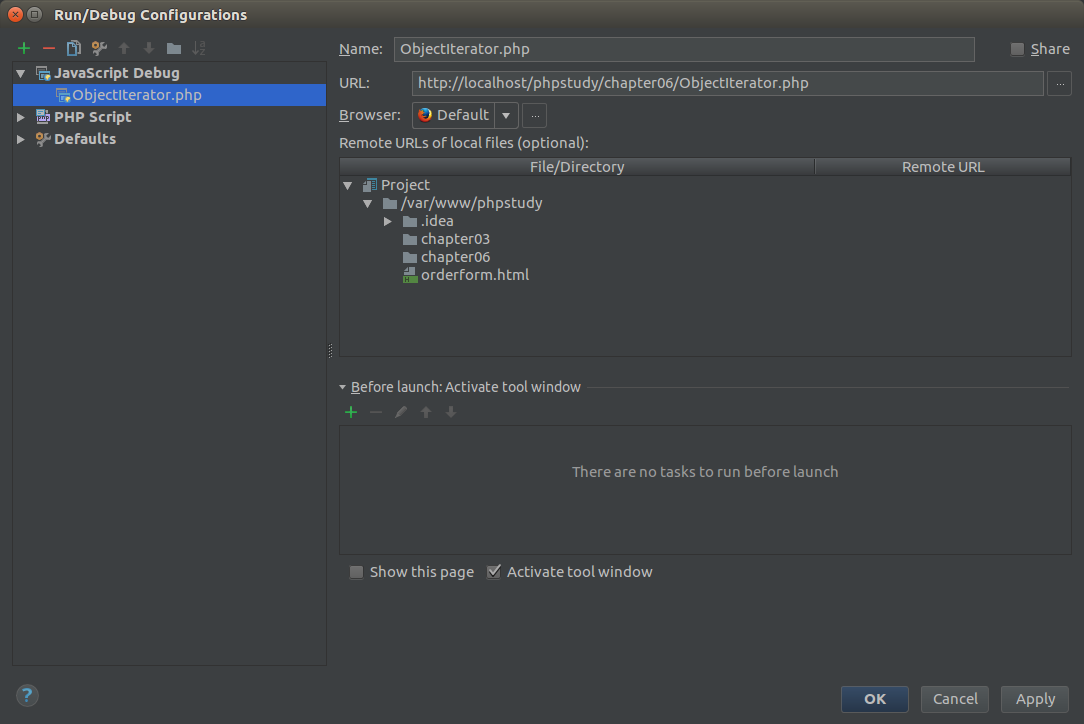 Run/Debug Configurations
JavaScript Debug
ObjectIterator.php
PHP Script
Defaults
Name: ObjectIterator.php Share
URL: http://localhost/phpstudy/chapter06/ObjectIterator.php ...
Browser: Default ...
Remote URLs of local files (optional):
File/Directory Remote URL
Project
/var/www/phpstudy
.idea
chapter03
chapter06
orderform.html
Before launch: Activate tool window
There are no tasks to run before launch
Show this page Activate tool window
? OK Cancel Apply